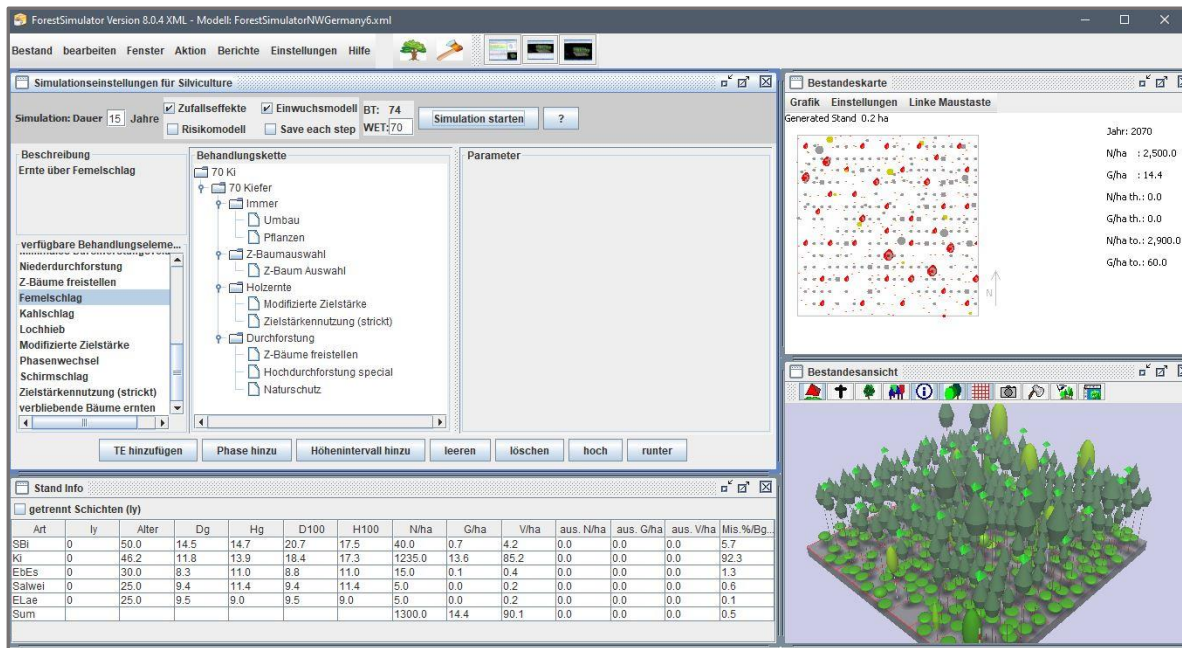 ForestSimulator Version 8.0.4 XML - Modell: ForestSimulatorNWGermany6.xml
Bestand bearbeiten Fenster Aktion Berichte Einstellungen Hilfe
Simulationseinstellungen für Silviculture
Simulation: Dauer 15 Jahre
Zufallseffekte Einwuchsmodell BT: 74
Risikomodell Save each step WET: 70
Simulation starten ?
Beschreibung
Ernte über Femelschlag
verfügbare Behandlungseleme...
Niederdurchforstung
Z-Bäume freistellen
Femelschlag
Kahlschlag
Lochhieb
Modifizierte Zielstärke
Phasenwechsel
Schirmschlag
Zielstärkennutzung (strickt)
verbliebende Bäume ernten
Behandlungskette
70 Ki
70 Kiefer
Immer
Umbau
Pflanzen
Z-Baumauswahl
Z-Baum Auswahl
Holzernte
Modifizierte Zielstärke
Zielstärkennutzung (strickt)
Durchforstung
Z-Bäume freistellen
Hochdurchforstung special
Naturschutz
Parameter
TE hinzufügen Phase hinzu Höhenintervall hinzu leeren löschen hoch runter
Stand Info
getrennt Schichten (ly)
Art ly Alter Dg Hg D100 H100 N/ha G/ha V/ha aus. N/ha aus. G/ha aus. V/ha Mis.%/Bg...
SBi 0 50.0 14.5 14.7 20.7 17.5 40.0 0.7 4.2 0.0 0.0 0.0 5.7
Ki 0 46.2 11.8 13.9 18.4 17.3 1235.0 13.6 85.2 0.0 0.0 0.0 92.3
EbEs 0 30.0 8.3 11.0 8.8 11.0 15.0 0.1 0.4 0.0 0.0 0.0 1.3
Salwei 0 25.0 9.4 11.4 9.4 11.4 5.0 0.0 0.2 0.0 0.0 0.0 0.6
ELae 0 25.0 9.5 9.0 9.5 9.0 5.0 0.0 0.2 0.0 0.0 0.0 0.1
Sum 1300.0 14.4 90.1 0.0 0.0 0.0 0.5
Bestandeskarte
Grafik Einstellungen Linke Maustaste
Generated Stand 0.2 ha
Jahr: 2070
N/ha : 2,500.0
G/ha : 14.4
N/ha th.: 0.0
G/ha th.: 0.0
N/ha to.: 2,900.0
G/ha to.: 60.0
N
Bestandesansicht